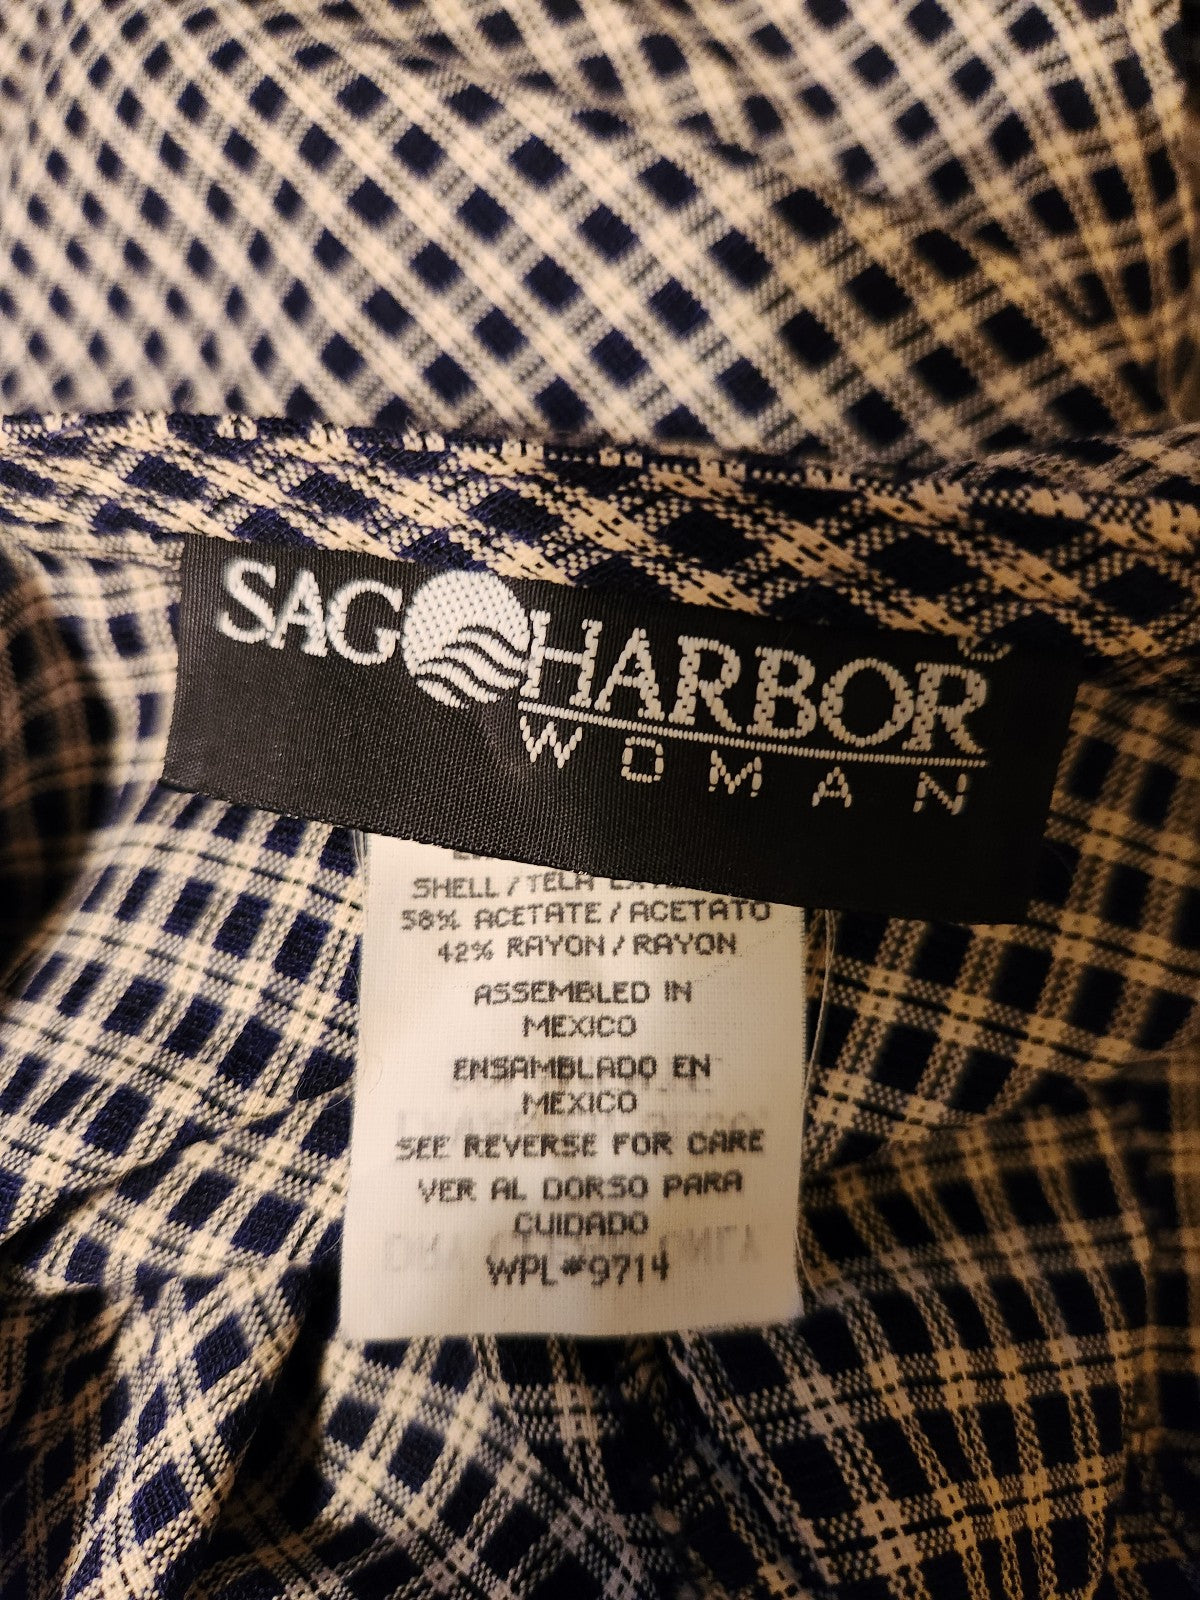 SAG HARBOR
WOMAN
SHELL / TELA
58% ACETATE / ACETATO
42% RAYON / RAYON
ASSEMBLED IN
MEXICO
ENSAMBLADO EN
MEXICO
SEE REVERSE FOR CARE
VER AL DORSO PARA
CUIDADO
WPL#9714